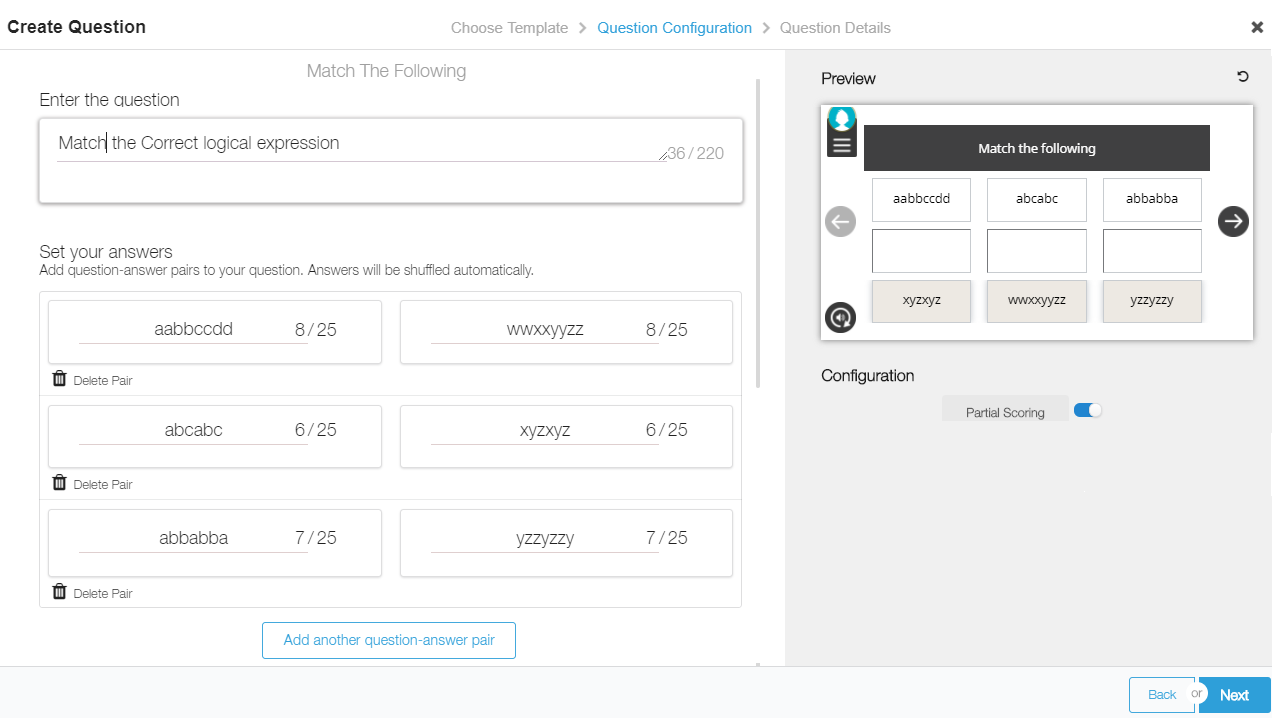 Create Question
Choose Template > Question Configuration > Question Details
Match The Following
Enter the question
Match the Correct logical expression
36 / 220
Set your answers
Add question-answer pairs to your question. Answers will be shuffled automatically.
aabbccdd 8 / 25 wwxxyyzz 8 / 25
Delete Pair
abcabc 6 / 25 xyzxyz 6 / 25
Delete Pair
abbabba 7 / 25 yzzyzzy 7 / 25
Delete Pair
Add another question-answer pair
Preview
Match the following
aabbccdd abcabc abbabba
xyzxyz wwxxyyzz yzzyzzy
Configuration
Partial Scoring
Back or Next